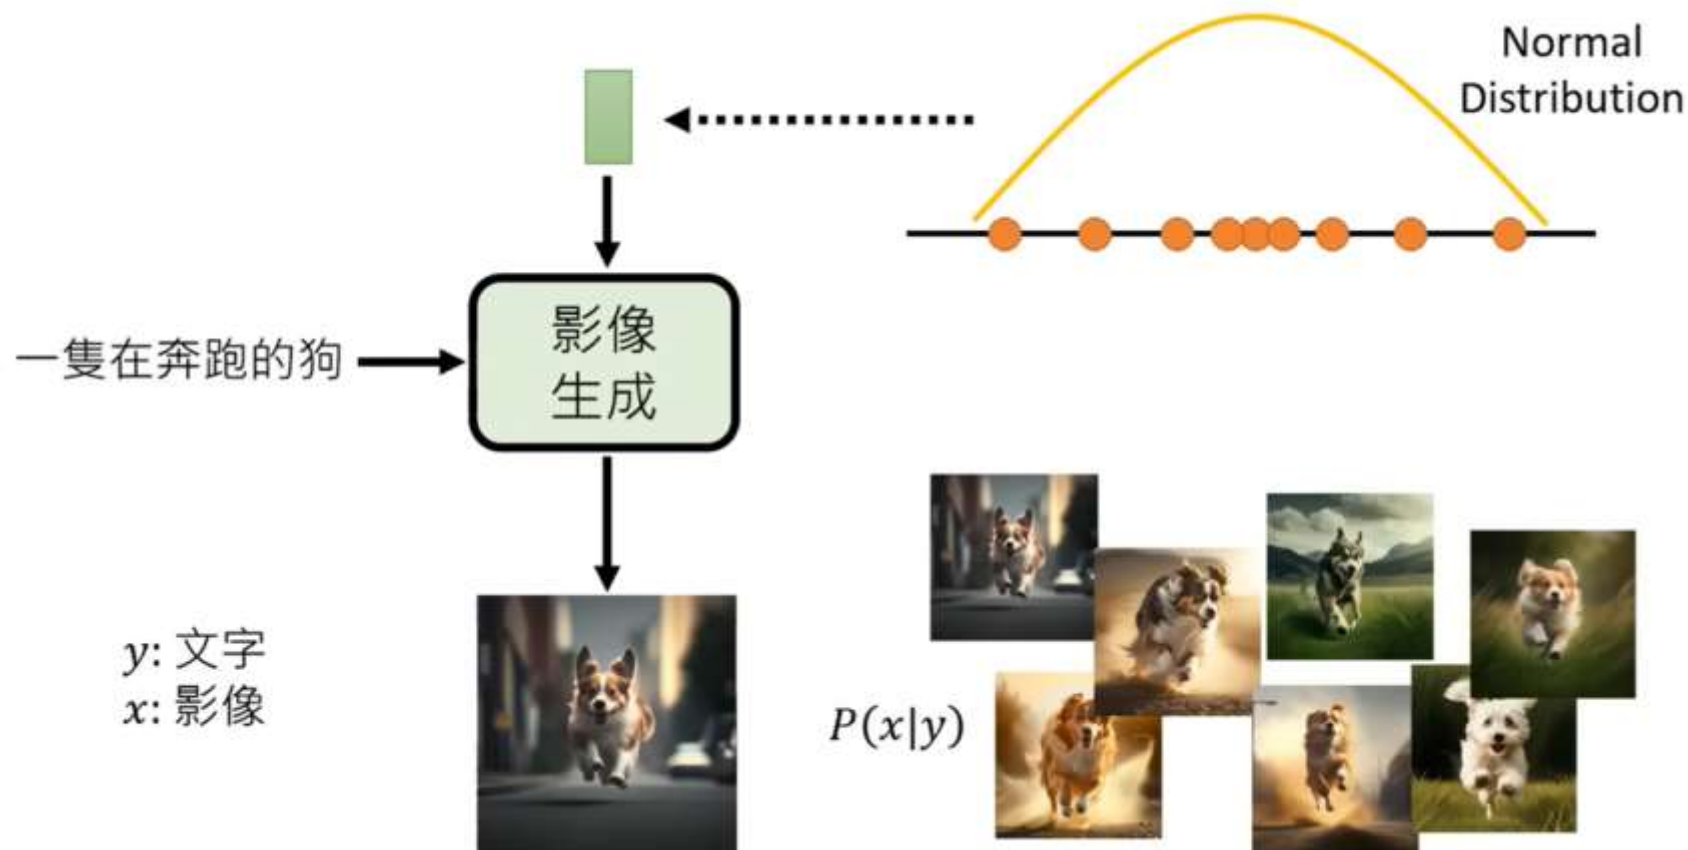 Normal
Distribution
影像
生成
一隻在奔跑的狗
y: 文字
x: 影像
P(x|y)